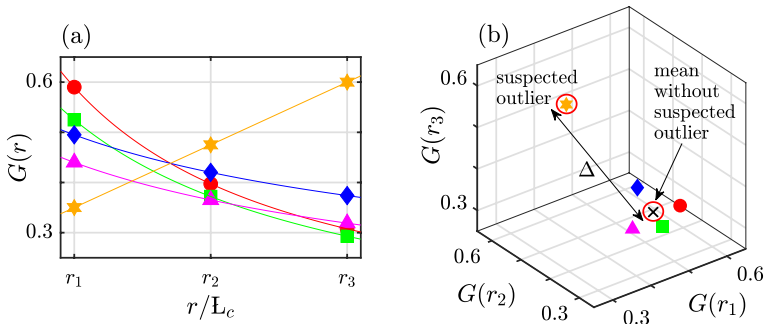 (a)
0.6
G(r)
0.3
r₁
r₂
r₃
r/Ł_c
(b)
0.6
G(r₃)
0.3
suspected
outlier
mean
without
suspected
outlier
Δ
0.6
G(r₂)
0.3
0.3
G(r₁)
0.6